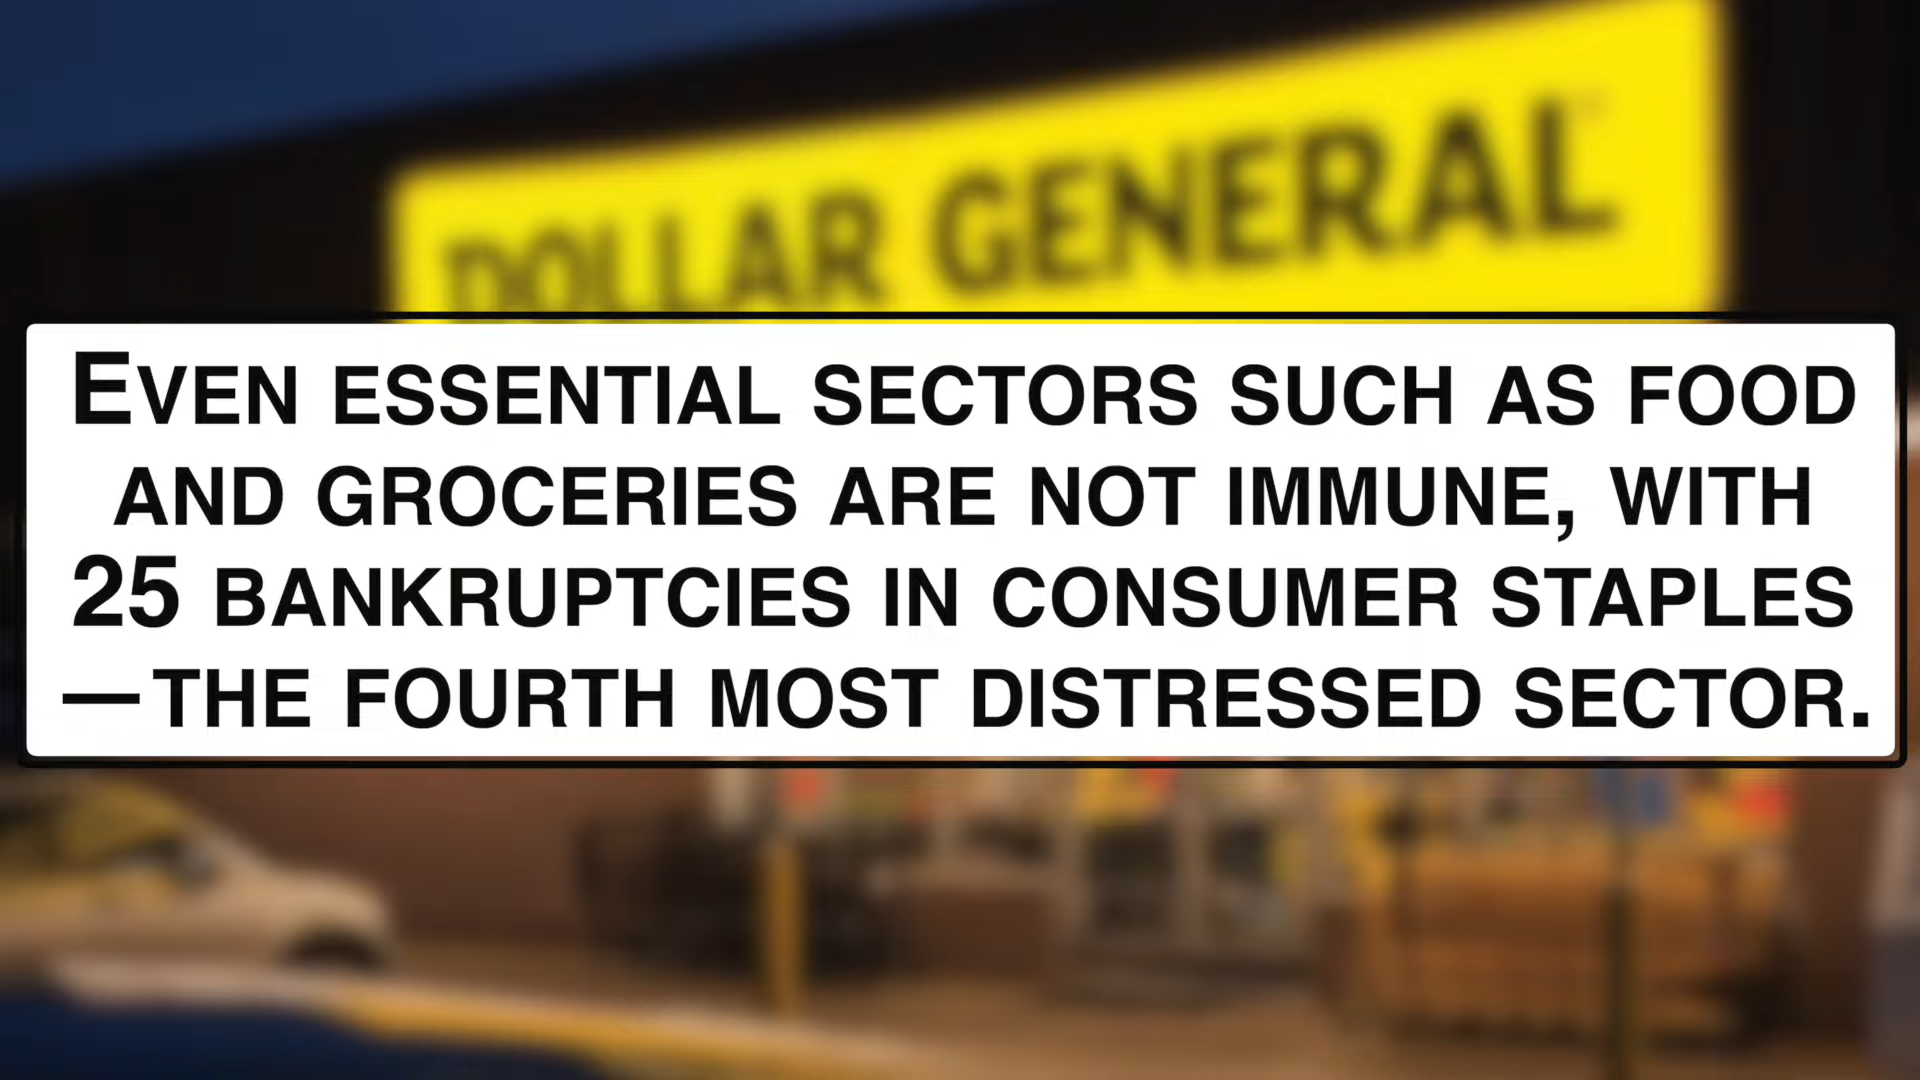 DOLLAR GENERAL
EVEN ESSENTIAL SECTORS SUCH AS FOOD
AND GROCERIES ARE NOT IMMUNE, WITH
25 BANKRUPTCIES IN CONSUMER STAPLES
—THE FOURTH MOST DISTRESSED SECTOR.